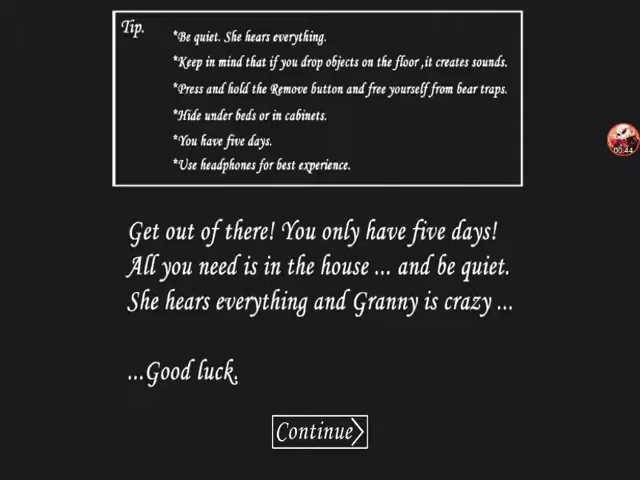 Tip.
*Be quiet. She hears everything.
*Keep in mind that if you drop objects on the floor ,it creates sounds.
*Press and hold the Remove button and free yourself from bear traps.
*Hide under beds or in cabinets.
*You have five days.
*Use headphones for best experience.
00:44
Get out of there! You only have five days!
All you need is in the house ... and be quiet.
She hears everything and Granny is crazy ...
...Good luck.
Continue>